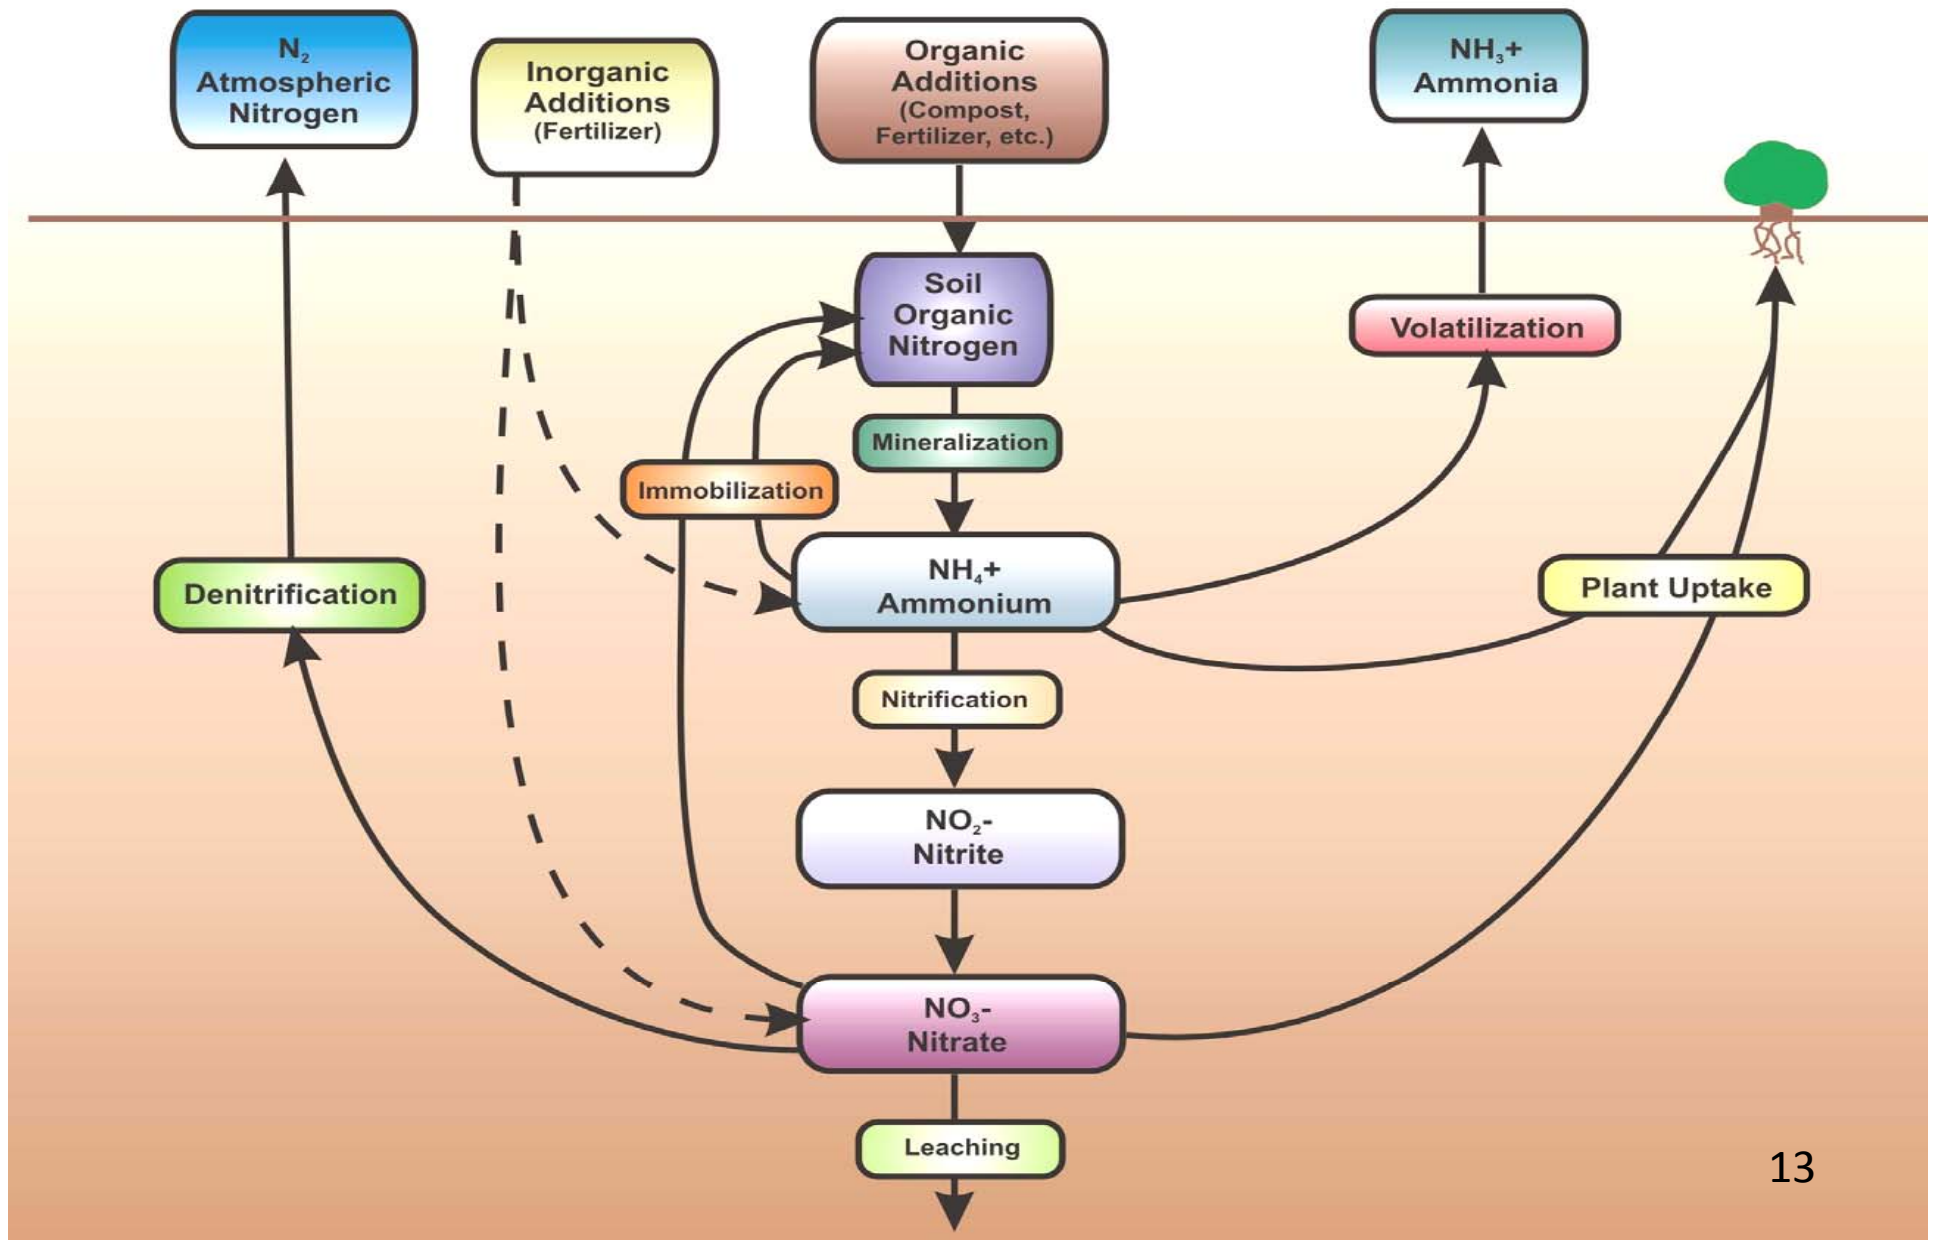 N₂
Atmospheric
Nitrogen
Inorganic
Additions
(Fertilizer)
Organic
Additions
(Compost,
Fertilizer, etc.)
NH₃+
Ammonia
Soil
Organic
Nitrogen
Volatilization
Mineralization
Immobilization
NH₄+
Ammonium
Denitrification
Plant Uptake
Nitrification
NO₂-
Nitrite
NO₃-
Nitrate
Leaching
13